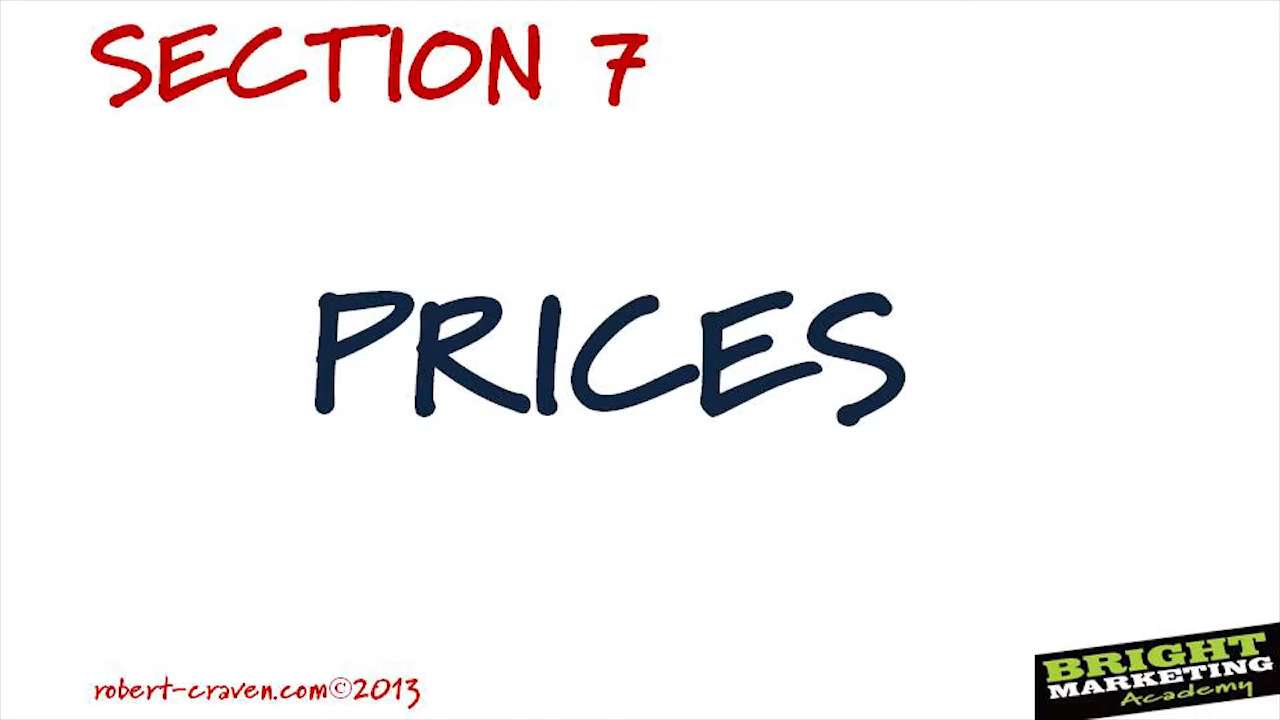 SECTION 7
PRICES
robert-craven.com©2013
BRIGHT
MARKETING
Academy